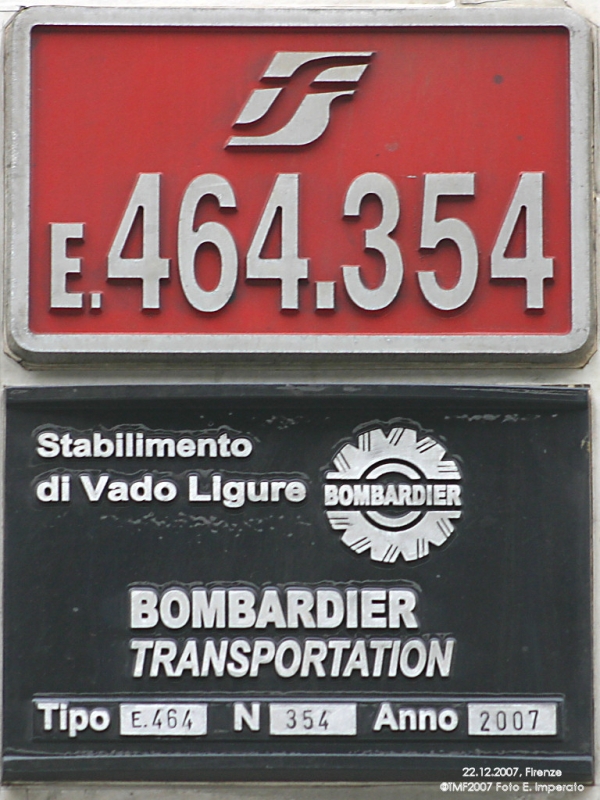 E.464.354
Stabilimento
di Vado LIgure
BOMBARDIER
BOMBARDIER
TRANSPORTATION
Tipo E.464 N 354 Anno 2007
22.12.2007, Firenze
©TMF2007 Foto E. Imperato